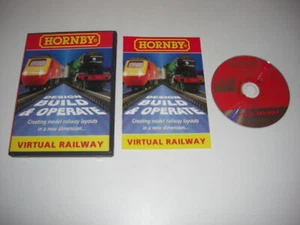 HORNBY
DESIGN
BUILD
& OPERATE
Creating model railway layouts
in a new dimension...
VIRTUAL RAILWAY
HORNBY
DESIGN
BUILD
& OPERATE
Creating model railway layouts
in a new dimension...
VIRTUAL RAILWAY